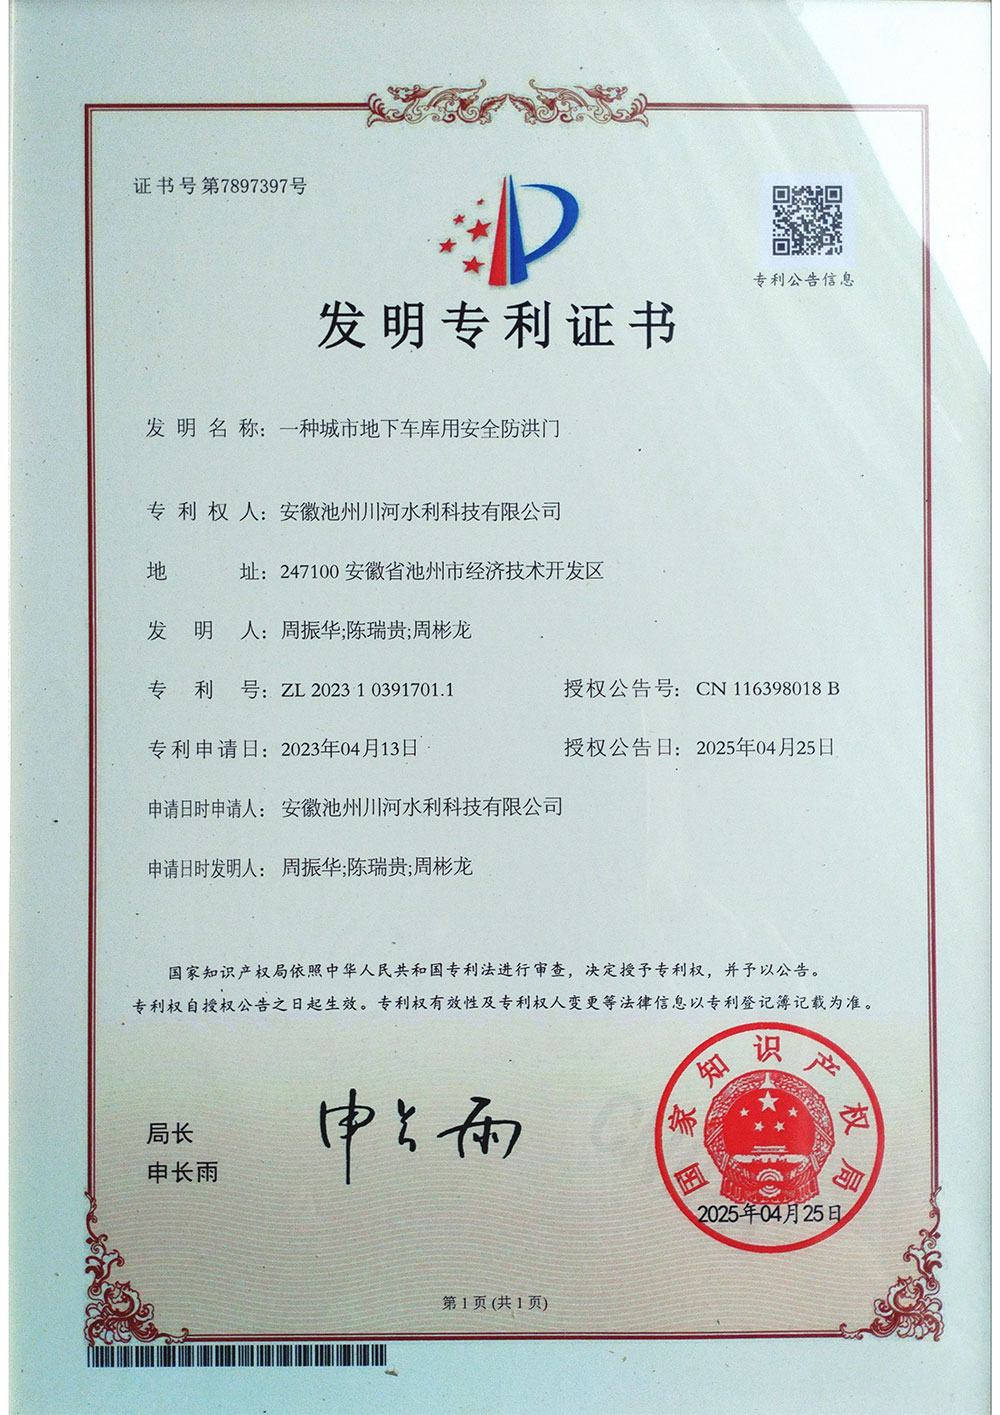 证书号第7897397号
专利公告信息
发明专利证书
发明名称：一种城市地下车库用安全防洪门
专利权人：安徽池州川河水利科技有限公司
地址：247100 安徽省池州市经济技术开发区
发明人：周振华;陈瑞贵;周彬龙
专利号：ZL 2023 1 0391701.1 授权公告号：CN 116398018 B
专利申请日：2023年04月13日 授权公告日：2025年04月25日
申请日时申请人：安徽池州川河水利科技有限公司
申请日时发明人：周振华;陈瑞贵;周彬龙
国家知识产权局依照中华人民共和国专利法进行审查，决定授予专利权，并予以公告。
专利权自授权公告之日起生效。专利权有效性及专利权人变更等法律信息以专利登记簿记载为准。
局长
申长雨
申长雨
国家知识产权局
2025年04月25日
第 1 页 (共 1 页)